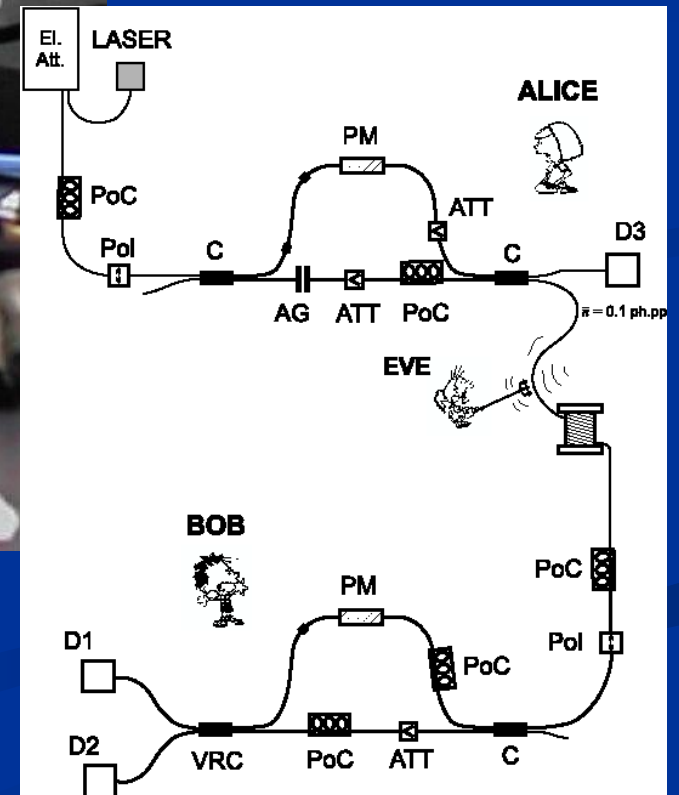 El.
Att.
LASER
ALICE
PM
PoC
ATT
Pol
C
C
D3
AG
ATT
PoC
n̄ = 0.1 ph.pp
EVE
BOB
PM
PoC
D1
PoC
Pol
D2
VRC
PoC
ATT
C